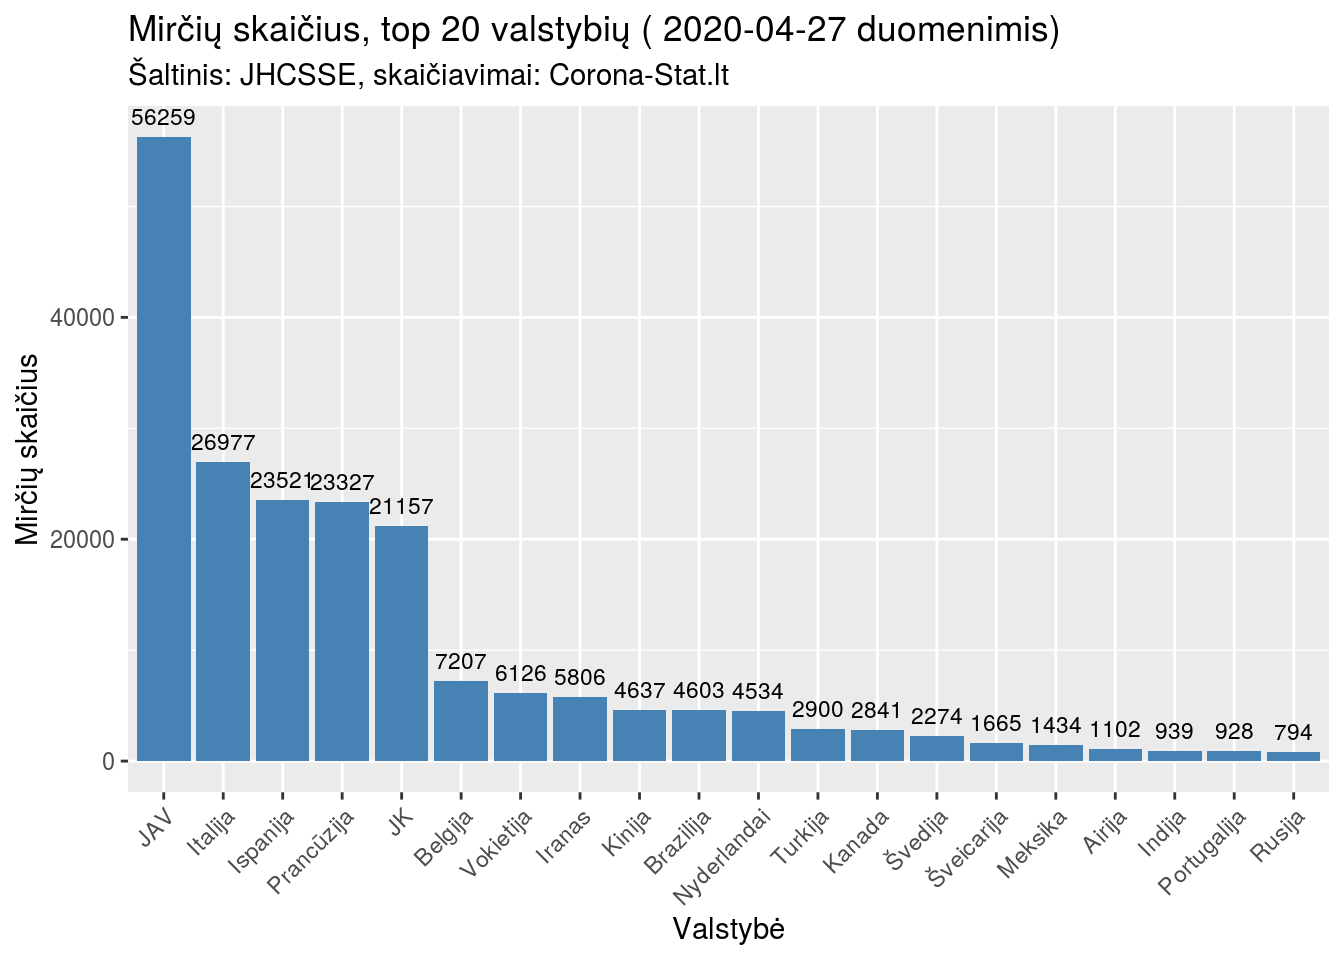 Mirčių skaičius, top 20 valstybių ( 2020-04-27 duomenimis)
Šaltinis: JHCSSE, skaičiavimai: Corona-Stat.lt
Mirčių skaičius
40000
20000
0
56259
26977
23521
23327
21157
7207
6126
5806
4637
4603
4534
2900
2841
2274
1665
1434
1102
939
928
794
JAV
Italija
Ispanija
Prancūzija
JK
Belgija
Vokietija
Iranas
Kinija
Brazilija
Nyderlandai
Turkija
Kanada
Švedija
Šveicarija
Meksika
Airija
Indija
Portugalija
Rusija
Valstybė